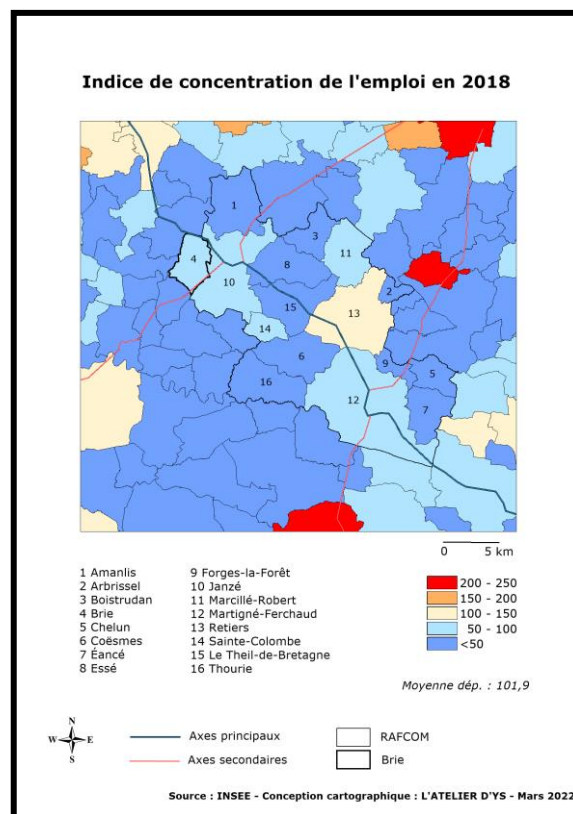 Indice de concentration de l'emploi en 2018
1
3
4
11
8
10
2
15
13
14
6
9
5
16
12
7
0 5 km
1 Amanlis
2 Arbrissel
3 Boistrudan
4 Brie
5 Chelun
6 Coësmes
7 Éancé
8 Essé
9 Forges-la-Forêt
10 Janzé
11 Marcillé-Robert
12 Martigné-Ferchaud
13 Retiers
14 Sainte-Colombe
15 Le Theil-de-Bretagne
16 Thourie
200 - 250
150 - 200
100 - 150
50 - 100
<50
Moyenne dép. : 101,9
N
W E
S
Axes principaux
Axes secondaires
RAFCOM
Brie
Source : INSEE - Conception cartographique : L'ATELIER D'YS - Mars 2022